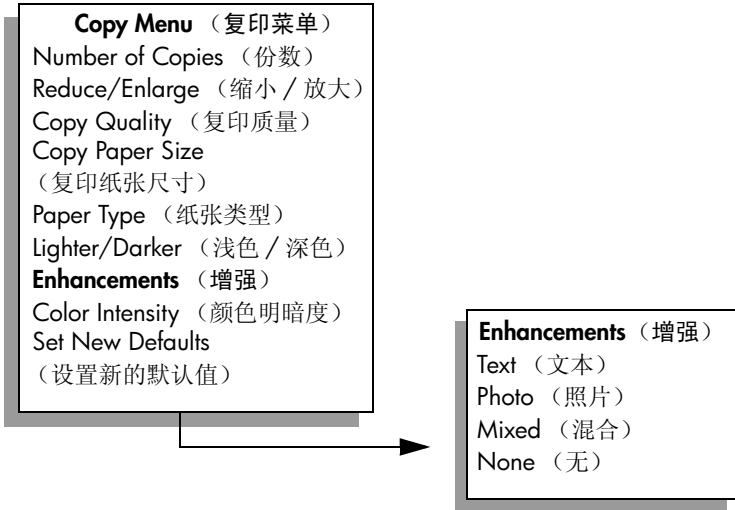 Copy Menu （复印菜单）
Number of Copies （份数）
Reduce/Enlarge （缩小 / 放大）
Copy Quality （复印质量）
Copy Paper Size
（复印纸张尺寸）
Paper Type （纸张类型）
Lighter/Darker （浅色 / 深色）
Enhancements （增强）
Color Intensity （颜色明暗度）
Set New Defaults
（设置新的默认值）
Enhancements （增强）
Text （文本）
Photo （照片）
Mixed （混合）
None （无）